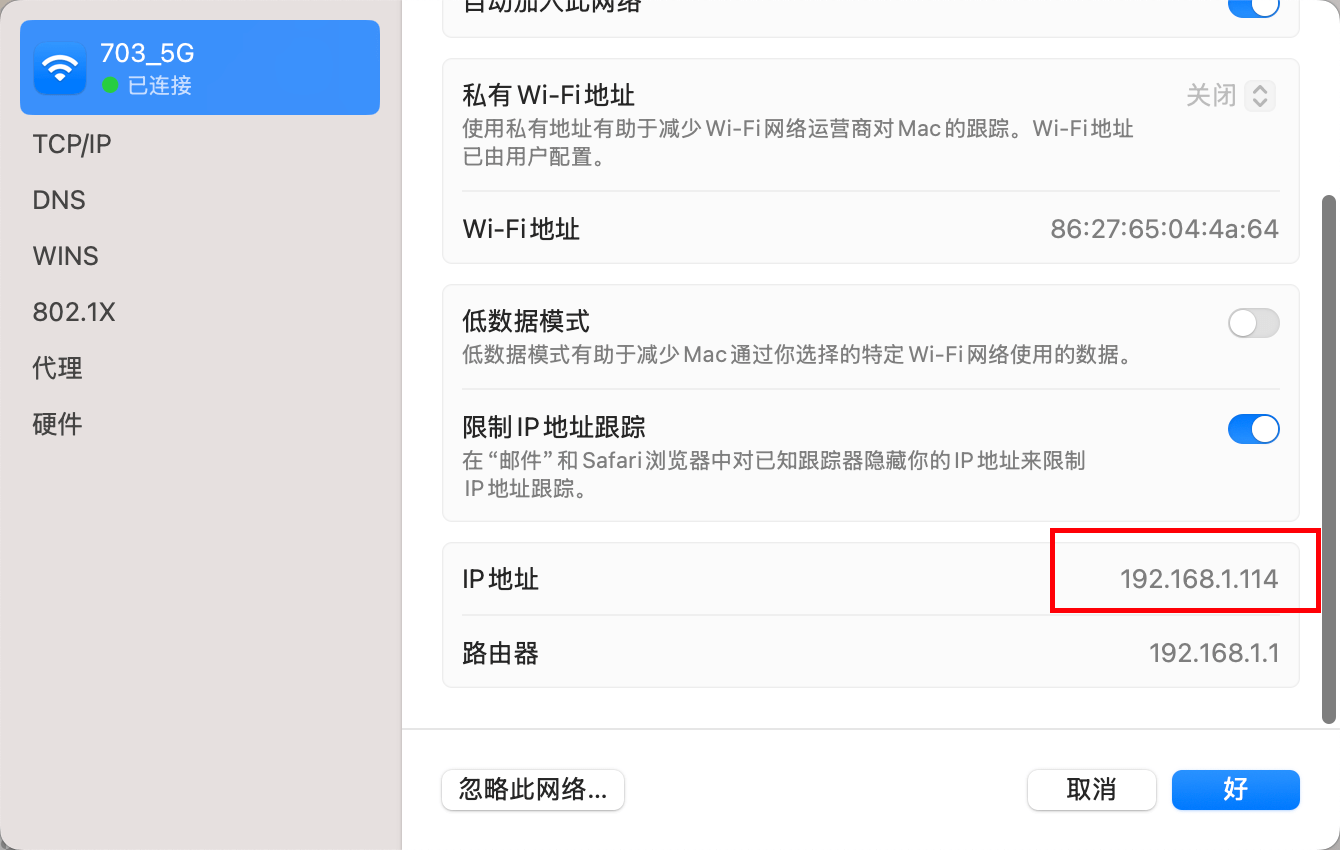 自动加入此网络
703_5G
已连接
TCP/IP
DNS
WINS
802.1X
代理
硬件
私有 Wi-Fi 地址
关闭
使用私有地址有助于减少 Wi-Fi 网络运营商对 Mac 的跟踪。Wi-Fi 地址
已由用户配置。
Wi-Fi 地址
86:27:65:04:4a:64
低数据模式
低数据模式有助于减少 Mac 通过你选择的特定 Wi-Fi 网络使用的数据。
限制 IP 地址跟踪
在“邮件”和 Safari 浏览器中对已知跟踪器隐藏你的 IP 地址来限制
IP 地址跟踪。
IP 地址
192.168.1.114
路由器
192.168.1.1
忽略此网络...
取消
好